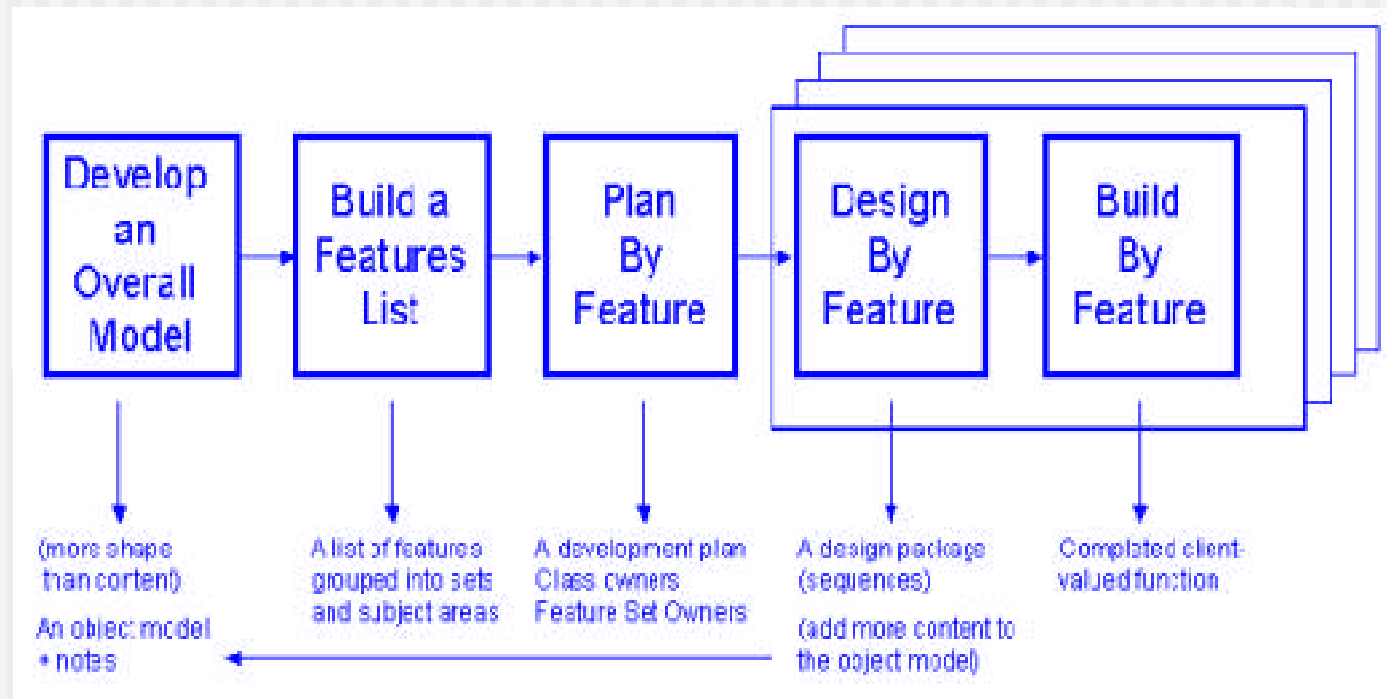 Develop
an
Overall
Model
Build a
Features
List
Plan
By
Feature
Design
By
Feature
Build
By
Feature
(more shape
than content)
An object model
+ notes
A list of features
grouped into sets
and subject areas
A development plan
Class owners
Feature Set Owners
A design package
(sequences)
(add more content to
the object model)
Completed client-
valued function